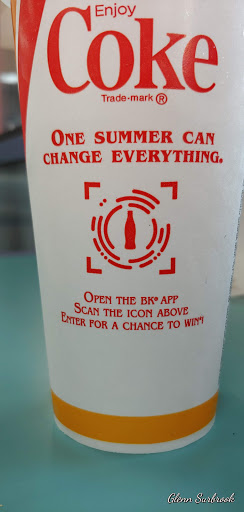 Enjoy
Coke
Trade-mark ®
ONE SUMMER CAN
CHANGE EVERYTHING.
OPEN THE BK® APP
SCAN THE ICON ABOVE
ENTER FOR A CHANCE TO WIN*!
Glenn Surbrook